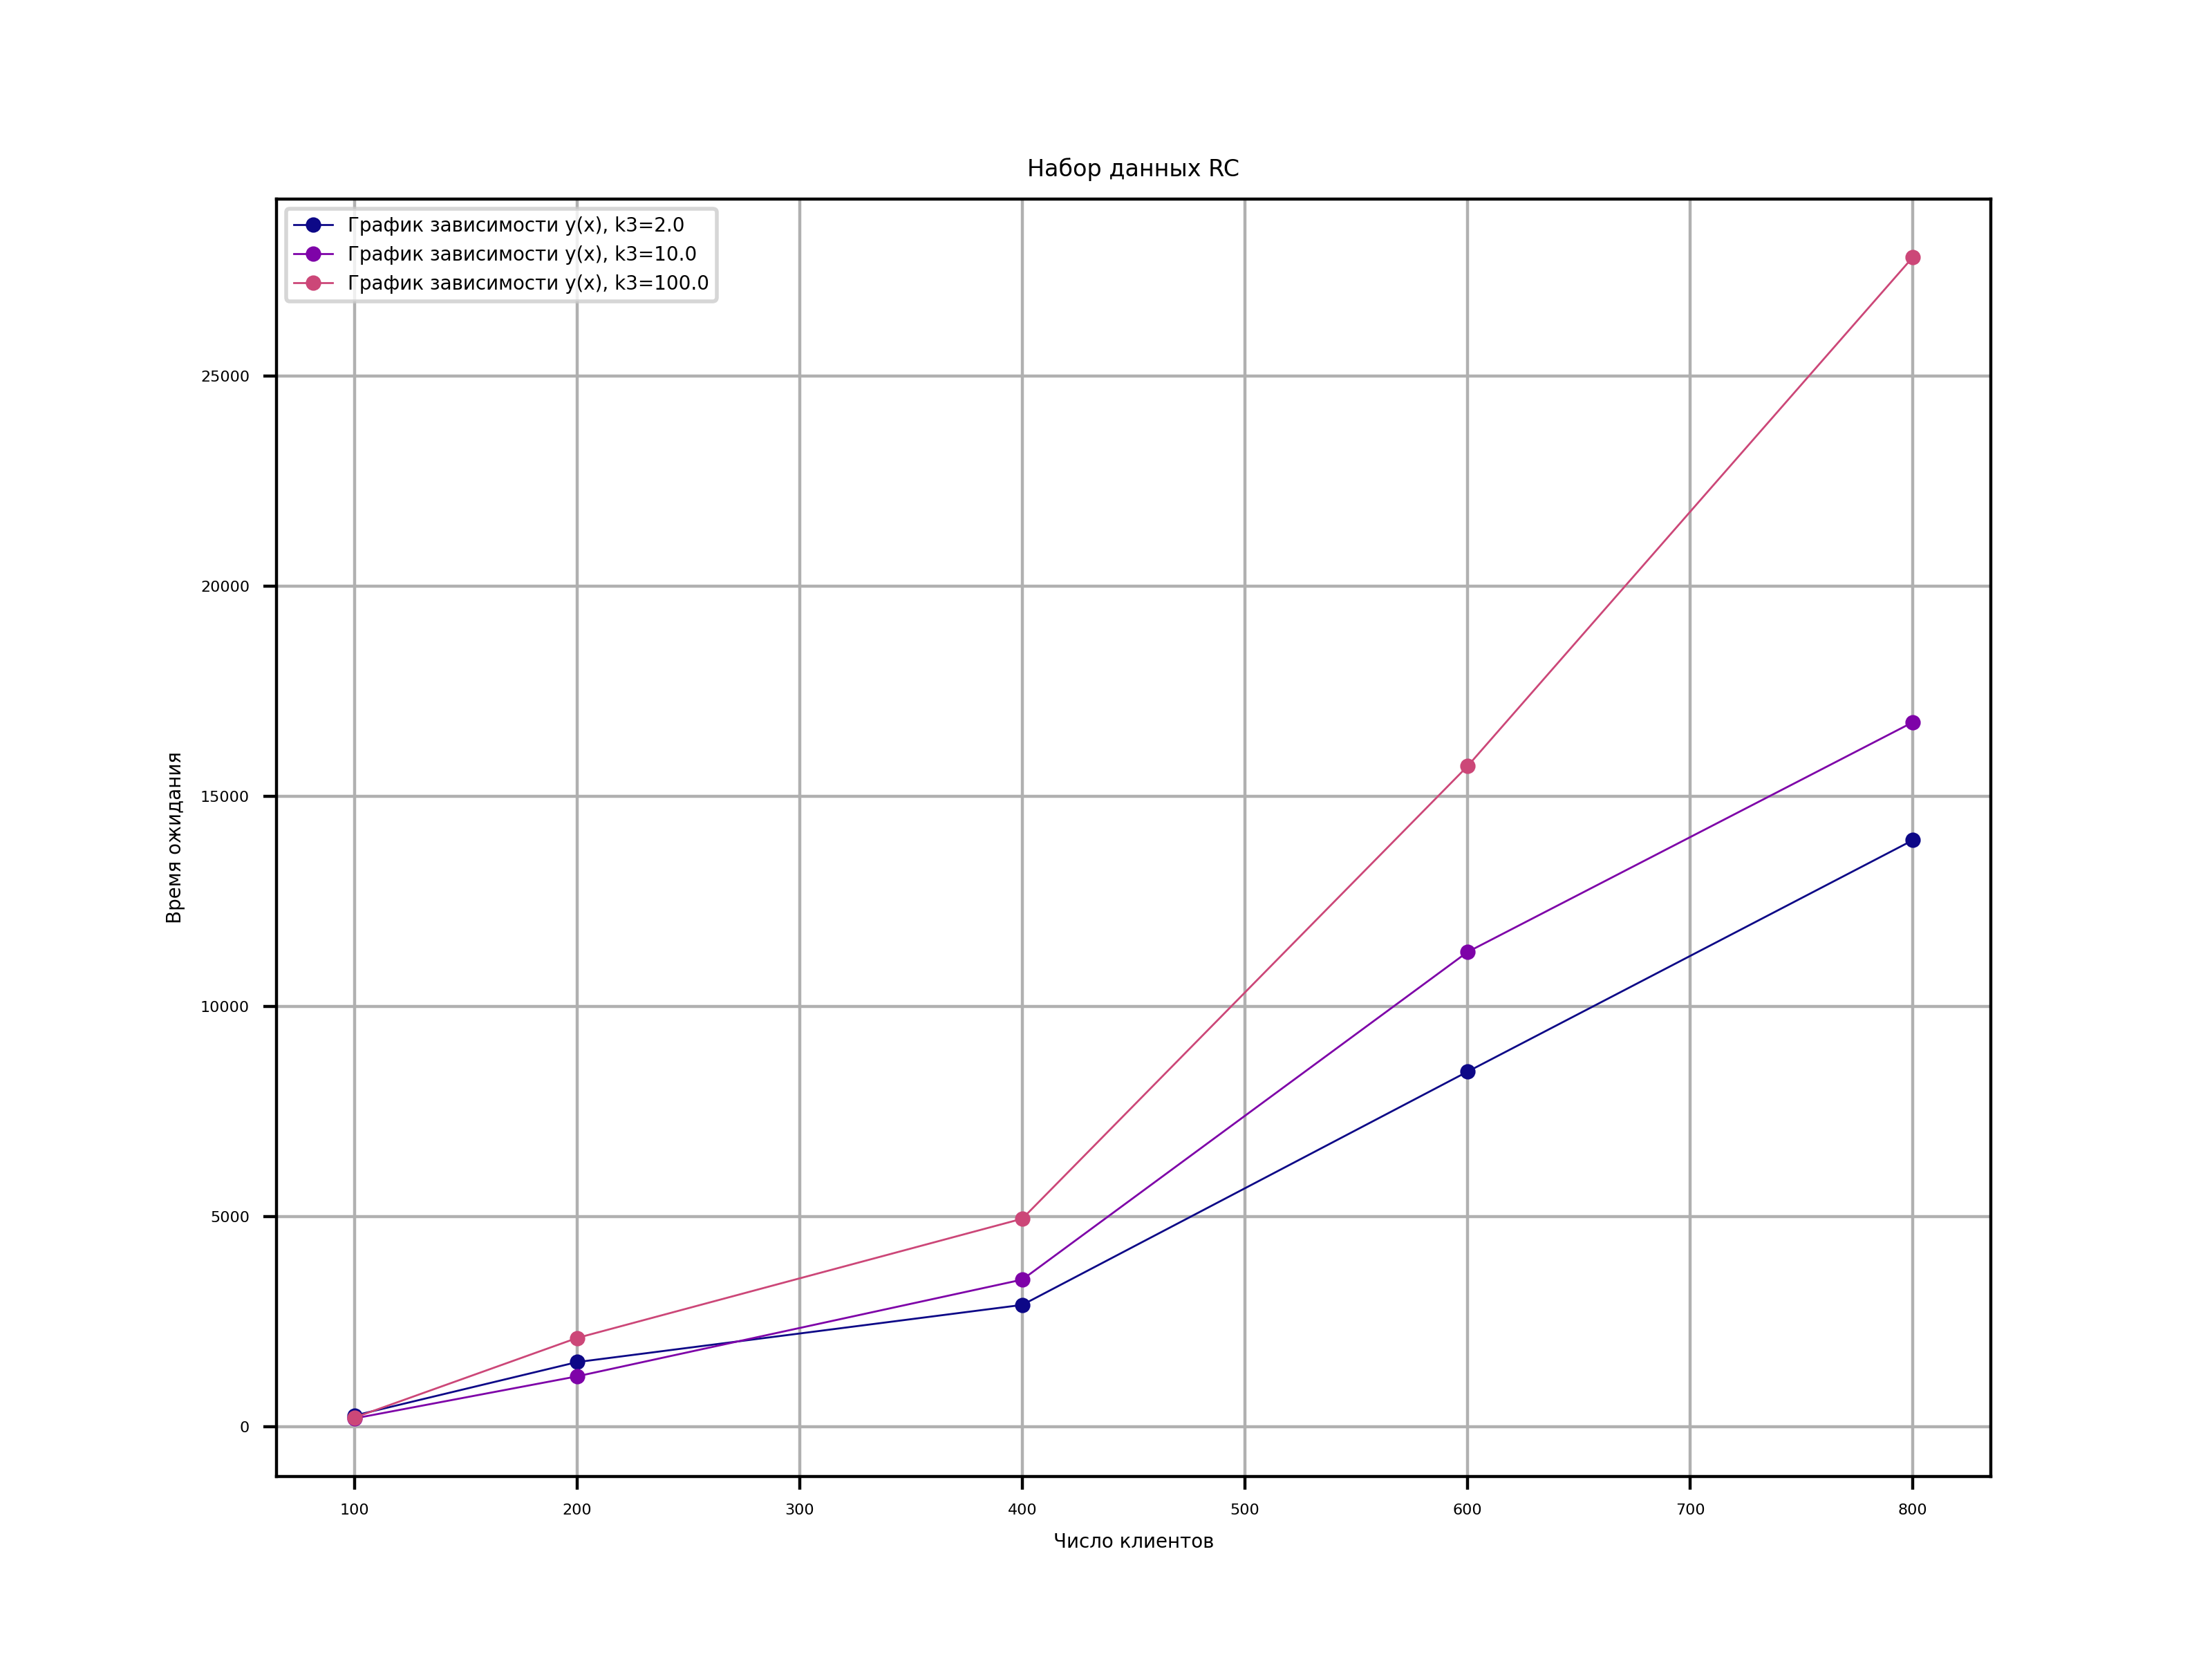 Набор данных RC
График зависимости y(x), k3=2.0
График зависимости y(x), k3=10.0
График зависимости y(x), k3=100.0
Время ожидания
25000
20000
15000
10000
5000
0
100 200 300 400 500 600 700 800
Число клиентов